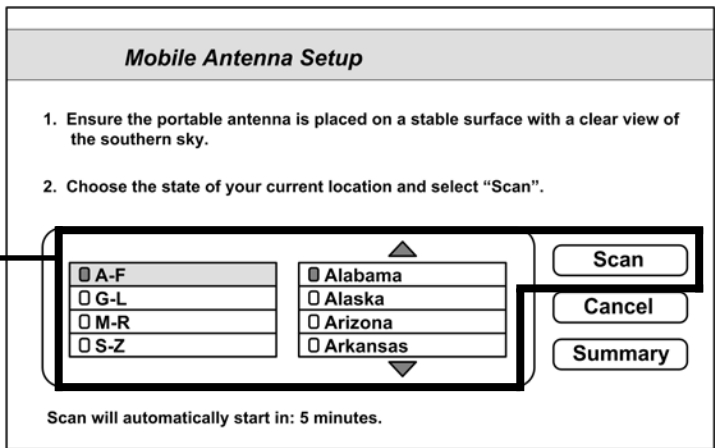 Mobile Antenna Setup
1. Ensure the portable antenna is placed on a stable surface with a clear view of
the southern sky.
2. Choose the state of your current location and select “Scan”.
A-F
G-L
M-R
S-Z
Alabama
Alaska
Arizona
Arkansas
Scan
Cancel
Summary
Scan will automatically start in: 5 minutes.